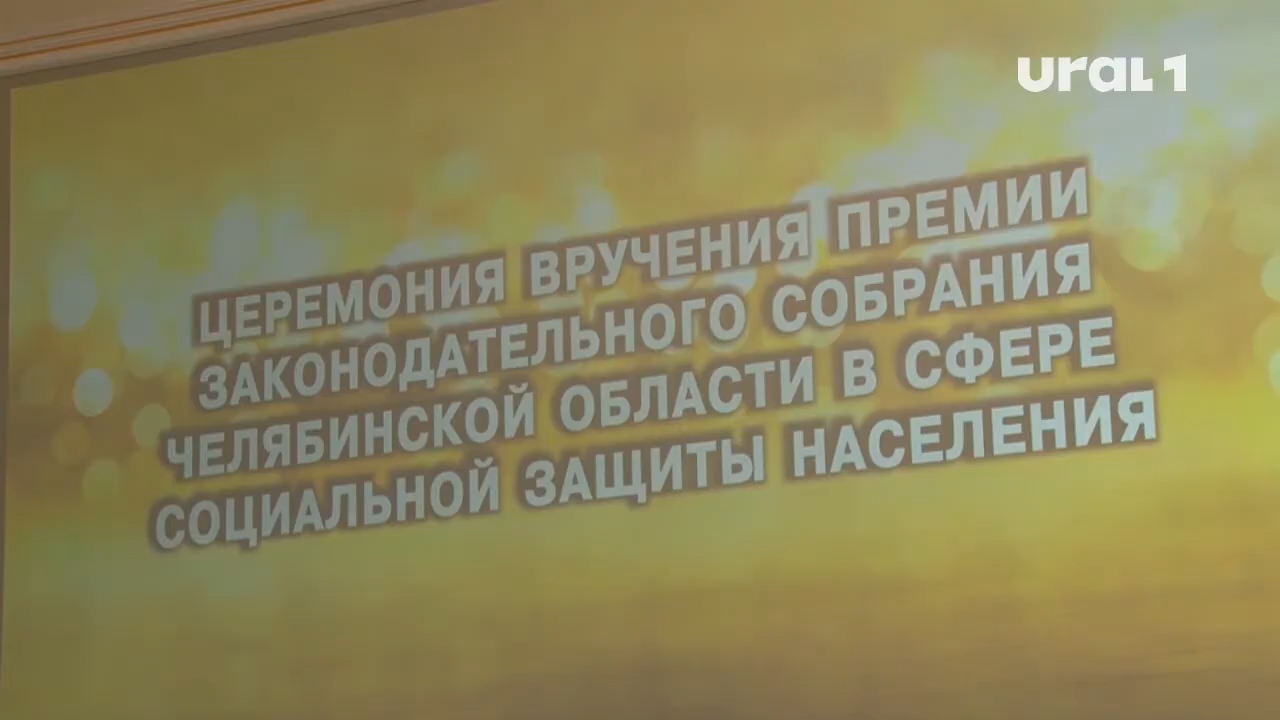 ural 1
ЦЕРЕМОНИЯ ВРУЧЕНИЯ ПРЕМИИ
ЗАКОНОДАТЕЛЬНОГО СОБРАНИЯ
ЧЕЛЯБИНСКОЙ ОБЛАСТИ В СФЕРЕ
СОЦИАЛЬНОЙ ЗАЩИТЫ НАСЕЛЕНИЯ